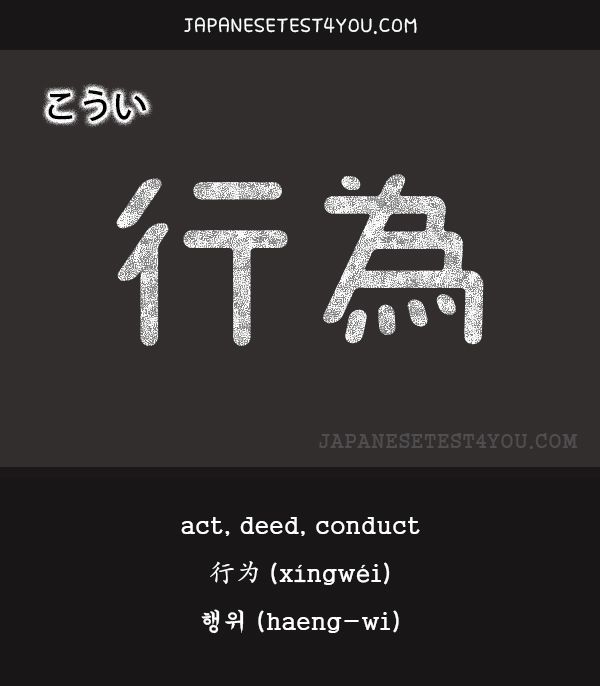 JAPANESETEST4YOU.COM
こうい
行為
JAPANESETEST4YOU.COM
act, deed, conduct
行为 (xíngwéi)
행위 (haeng-wi)